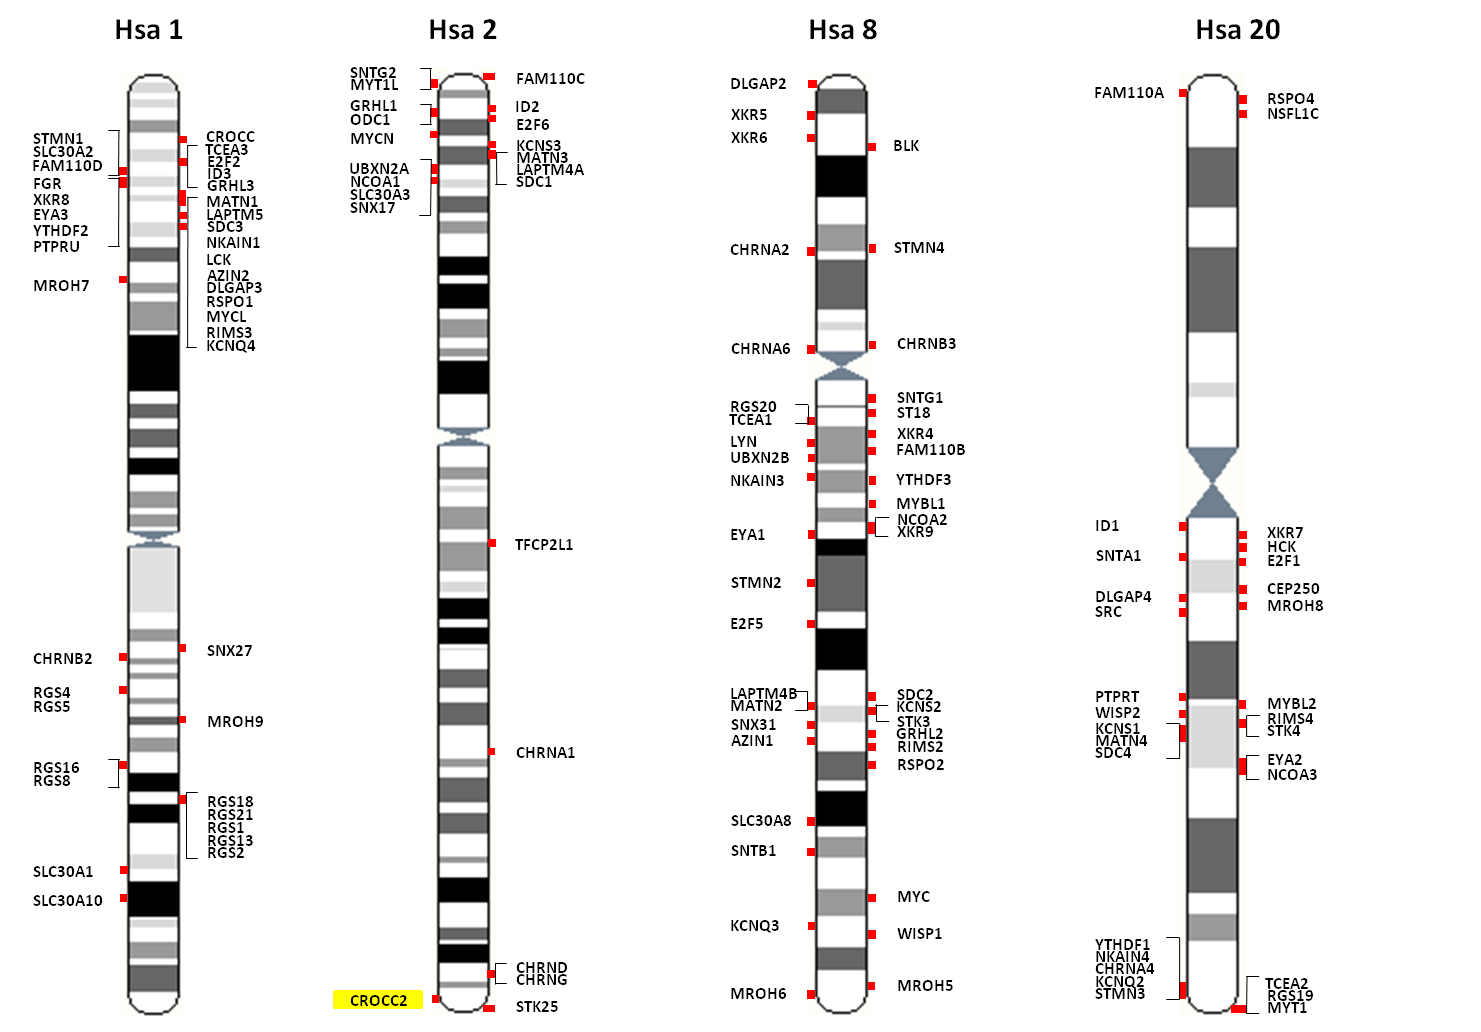 Hsa 1
Hsa 2
Hsa 8
Hsa 20
STMN1
SLC30A2
FAM110D
FGR
XKR8
EYA3
YTHDF2
PTPRU
MROH7
CHRNB2
RGS4
RGS5
RGS16
RGS8
SLC30A1
SLC30A10
CROCC
TCEA3
E2F2
ID3
GRHL3
MATN1
LAPTM5
SDC3
NKAIN1
LCK
AZIN2
DLGAP3
RSPO1
MYCL
RIMS3
KCNQ4
SNX27
MROH9
RGS18
RGS21
RGS1
RGS13
RGS2
SNTG2
MYT1L
GRHL1
ODC1
MYCN
UBXN2A
NCOA1
SLC30A3
SNX17
CROCC2
FAM110C
ID2
E2F6
KCNS3
MATN3
LAPTM4A
SDC1
TFCP2L1
CHRNA1
CHRND
CHRNG
STK25
DLGAP2
XKR5
XKR6
CHRNA2
CHRNA6
RGS20
TCEA1
LYN
UBXN2B
NKAIN3
EYA1
STMN2
E2F5
LAPTM4B
MATN2
SNX31
AZIN1
SLC30A8
SNTB1
KCNQ3
MROH6
BLK
STMN4
CHRNB3
SNTG1
ST18
XKR4
FAM110B
YTHDF3
MYBL1
NCOA2
XKR9
SDC2
KCNS2
STK3
GRHL2
RIMS2
RSPO2
MYC
WISP1
MROH5
FAM110A
ID1
SNTA1
DLGAP4
SRC
PTPRT
WISP2
KCNS1
MATN4
SDC4
YTHDF1
NKAIN4
CHRNA4
KCNQ2
STMN3
RSPO4
NSFL1C
XKR7
HCK
E2F1
CEP250
MROH8
MYBL2
RIMS4
STK4
EYA2
NCOA3
TCEA2
RGS19
MYT1